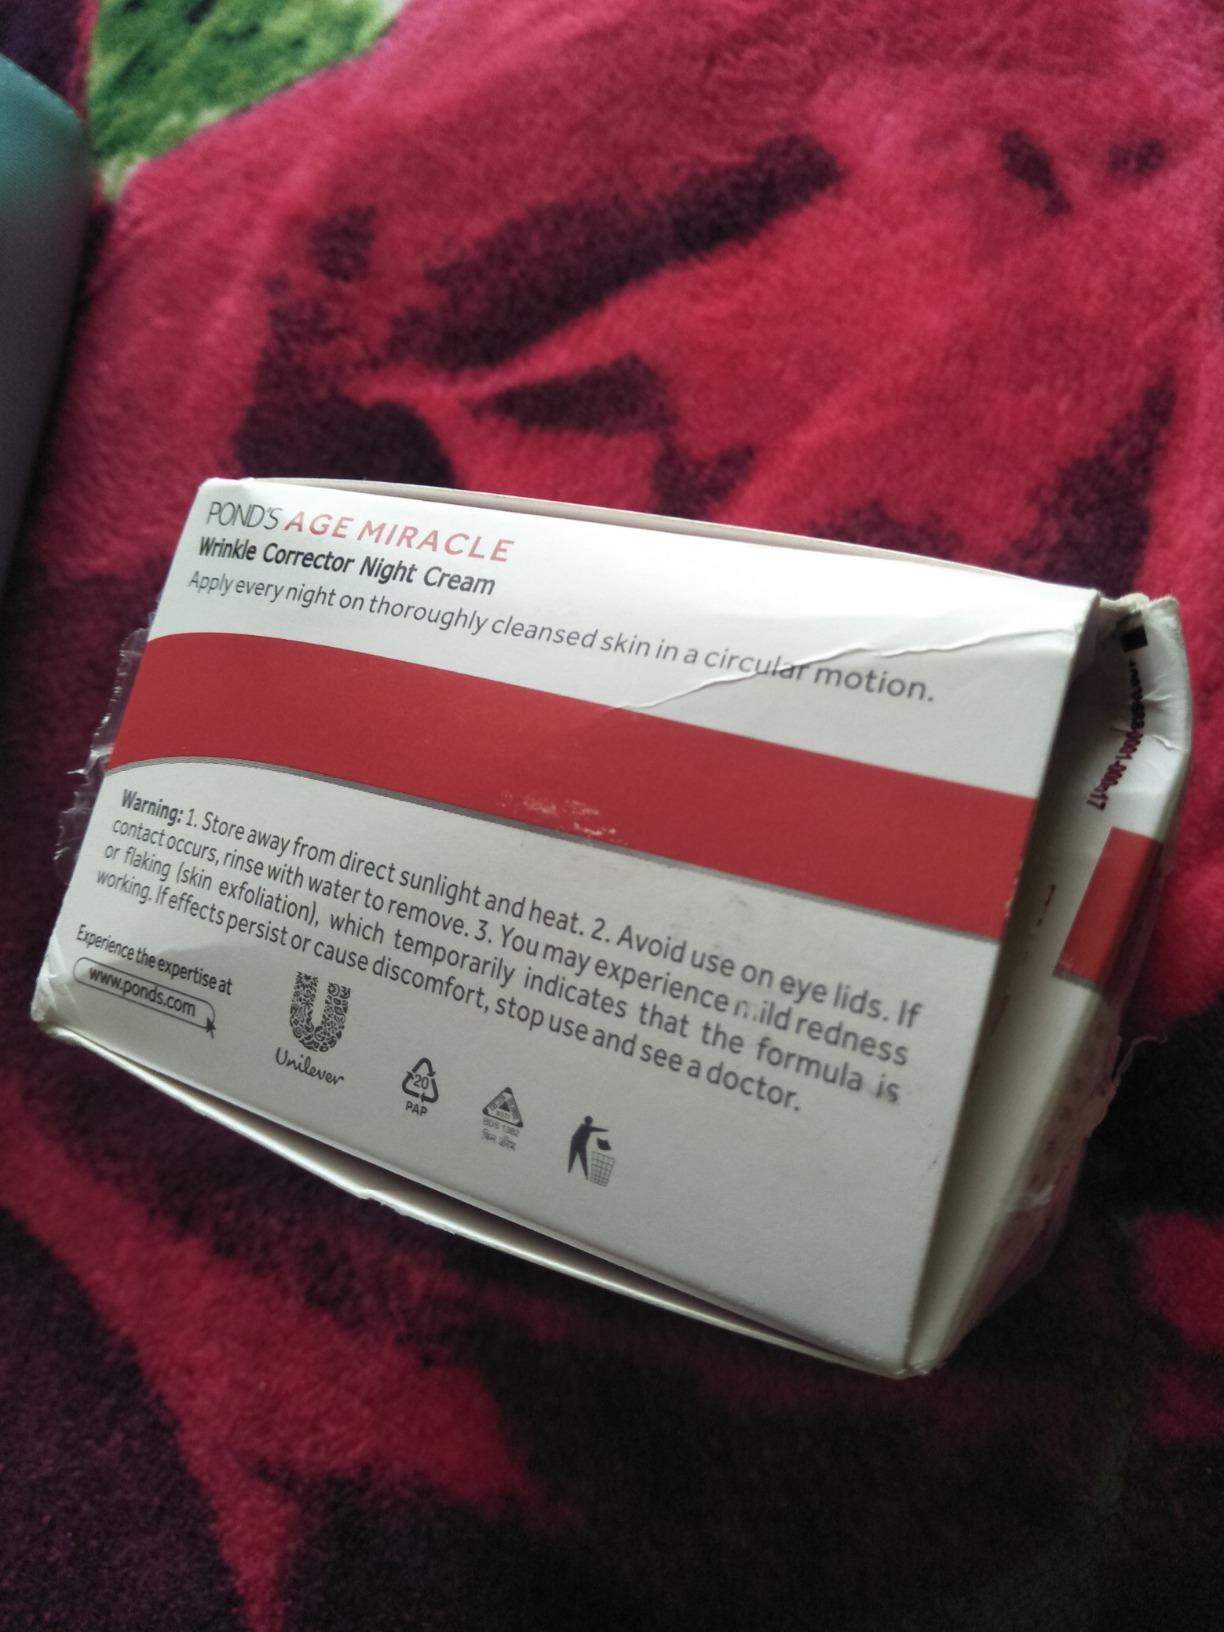 POND'S AGE MIRACLE
Wrinkle Corrector Night Cream
Apply every night on thoroughly cleansed skin in a circular motion.
Warning: 1. Store away from direct sunlight and heat. 2. Avoid use on eye lids. If
contact occurs, rinse with water to remove. 3. You may experience mild redness
or flaking (skin exfoliation), which temporarily indicates that the formula is
working. If effects persist or cause discomfort, stop use and see a doctor.
Experience the expertise at
www.ponds.com
Unilever
20
PAP
BDS 1382